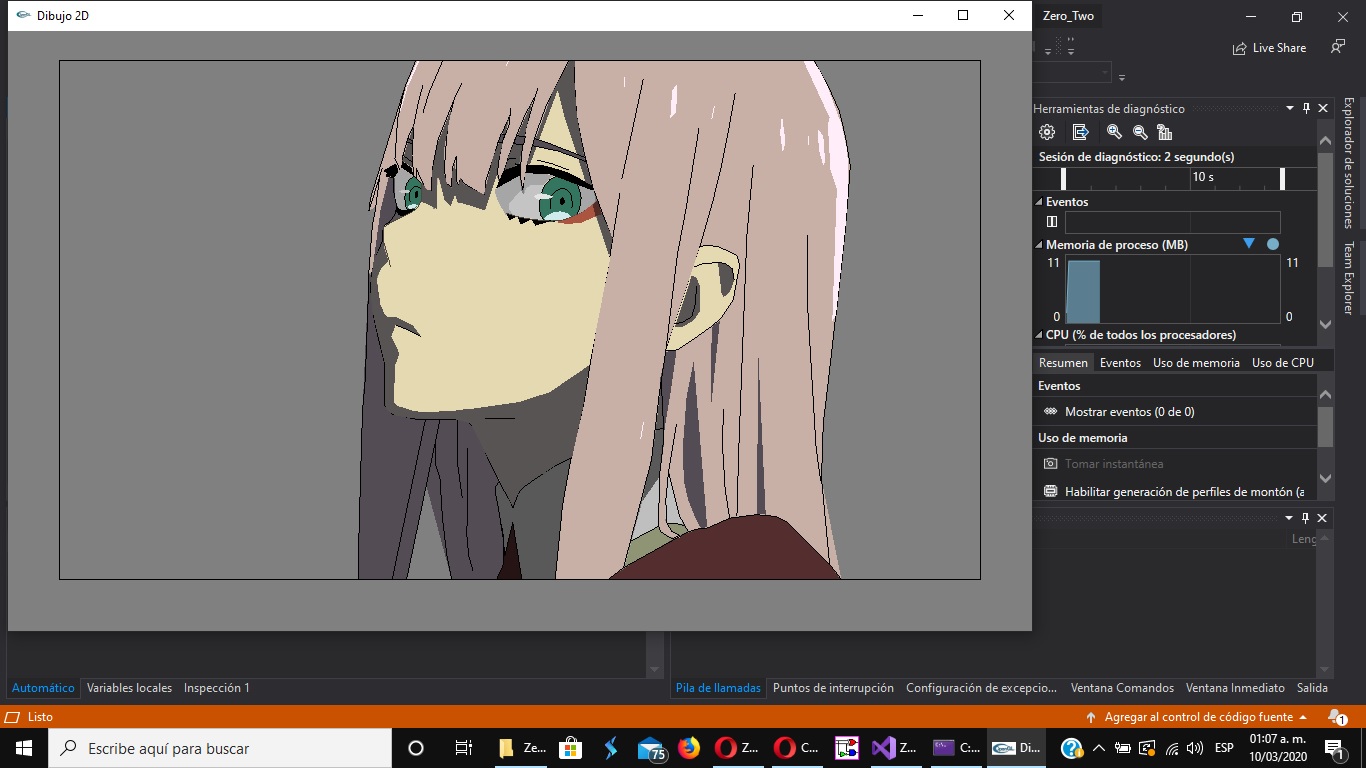 Dibujo 2D
Zero_Two
Live Share
Herramientas de diagnóstico
Sesión de diagnóstico: 2 segundo(s)
10 s
Eventos
Memoria de proceso (MB)
11 11
0 0
CPU (% de todos los procesadores)
Resumen Eventos Uso de memoria Uso de CPU
Eventos
Mostrar eventos (0 de 0)
Uso de memoria
Tomar instantánea
Habilitar generación de perfiles de montón (a
Leng
Explorador de soluciones
Team Explorer
Automático Variables locales Inspección 1
Pila de llamadas Puntos de interrupción Configuración de excepcio... Ventana Comandos Ventana Inmediato Salida
Listo
Agregar al control de código fuente
1
Escribe aquí para buscar
Ze...
75
Z...
C...
Z...
C:...
Di...
ESP
01:07 a. m.
10/03/2020
1